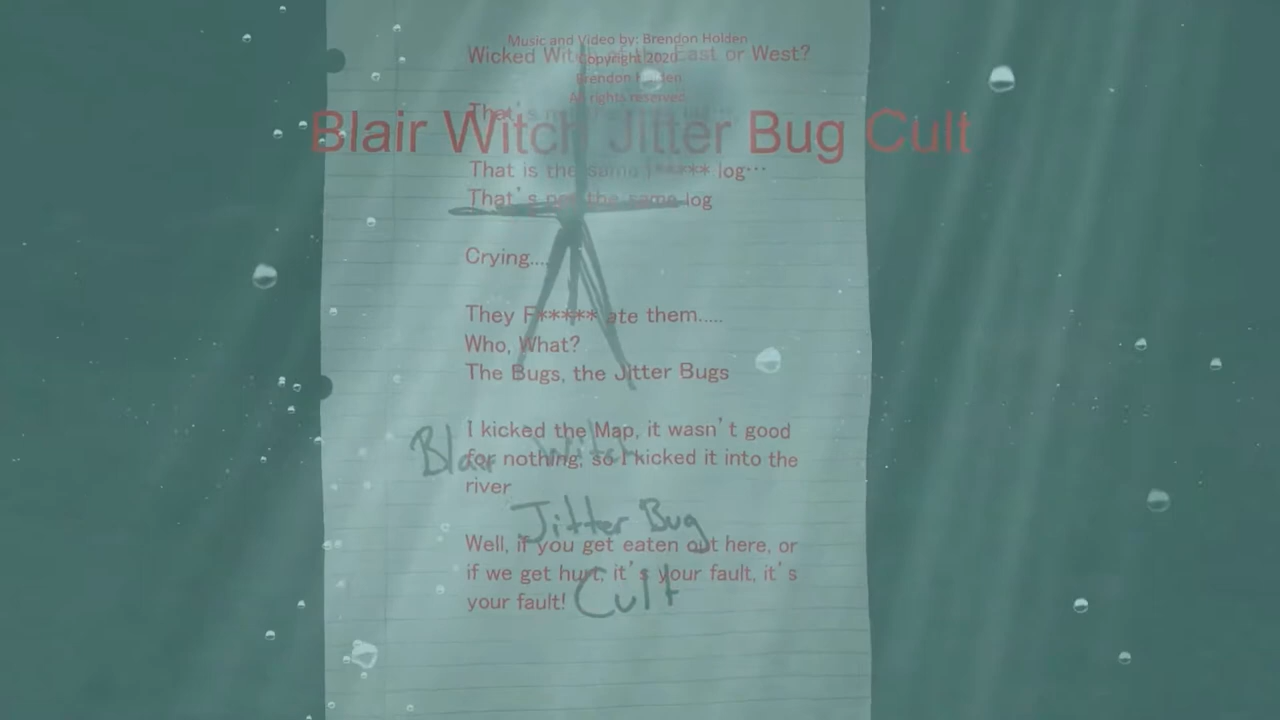 Music and Video by: Brendon Holden
Wicked Witch of the East or West?
Copyright 2020
Brendon Holden
All rights reserved
That's
Blair Witch Jitter Bug Cult
That is the same f***** log...
That's not the same log
Crying....
They F***** ate them.....
Who, What?
The Bugs, the Jitter Bugs
I kicked the Map, it wasn't good
for nothing, so I kicked it into the
river
Blair Witch
Jitter Bug
Well, if you get eaten out here, or
if we get hurt, it's your fault, it's
your fault!
Cult